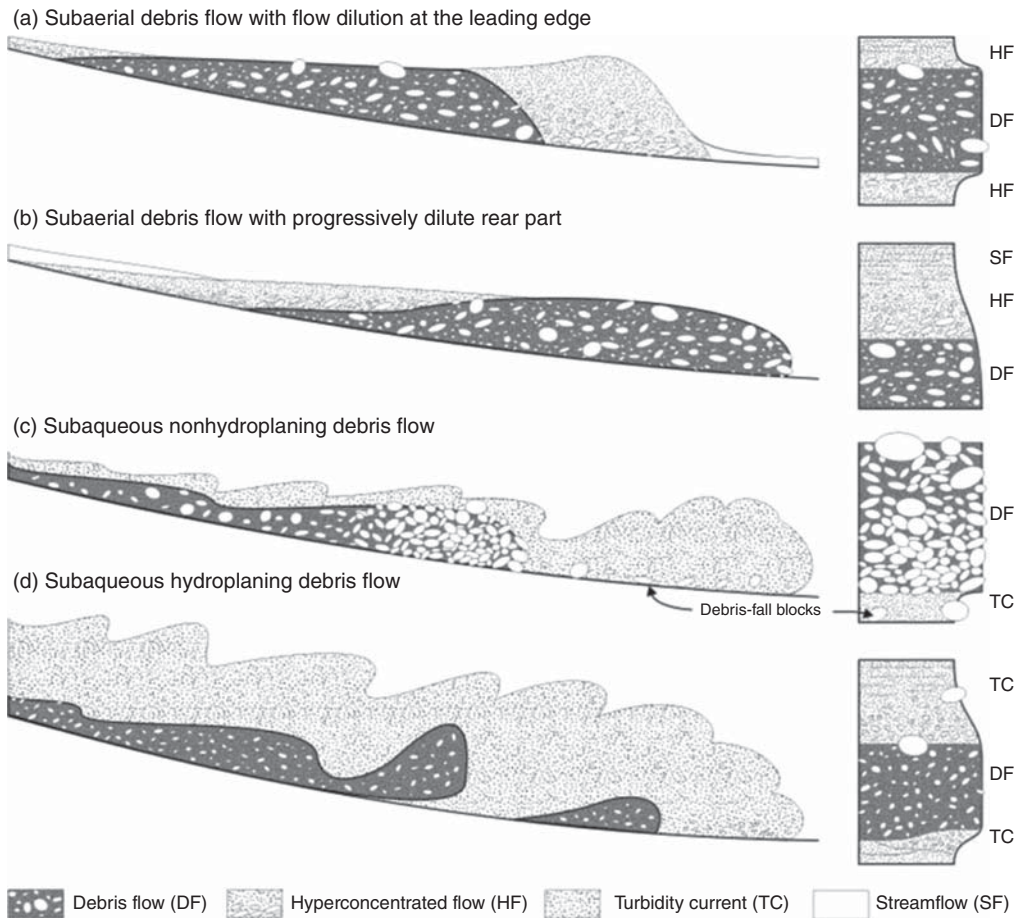 (a) Subaerial debris flow with flow dilution at the leading edge
HF
DF
HF
(b) Subaerial debris flow with progressively dilute rear part
SF
HF
DF
(c) Subaqueous nonhydroplaning debris flow
DF
TC
Debris-fall blocks
(d) Subaqueous hydroplaning debris flow
TC
DF
TC
Debris flow (DF)
Hyperconcentrated flow (HF)
Turbidity current (TC)
Streamflow (SF)